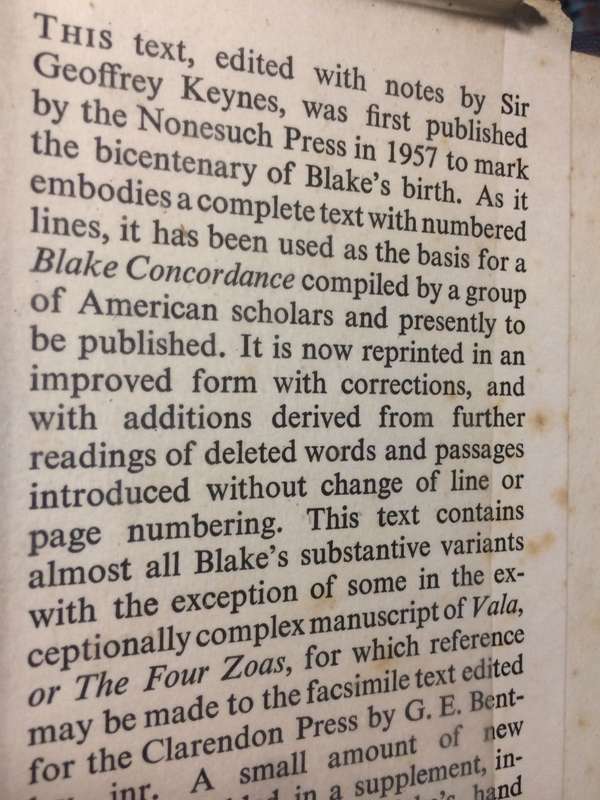 THIS text, edited with notes by Sir
Geoffrey Keynes, was first published
by the Nonesuch Press in 1957 to mark
the bicentenary of Blake's birth. As it
embodies a complete text with numbered
lines, it has been used as the basis for a
Blake Concordance compiled by a group
of American scholars and presently to
be published. It is now reprinted in an
improved form with corrections, and
with additions derived from further
readings of deleted words and passages
introduced without change of line or
page numbering. This text contains
almost all Blake's substantive variants
with the exception of some in the ex-
ceptionally complex manuscript of Vala,
or The Four Zoas, for which reference
may be made to the facsimile text edited
for the Clarendon Press by G. E. Bent-
jnr. A small amount of new
in a supplement, in-
hand